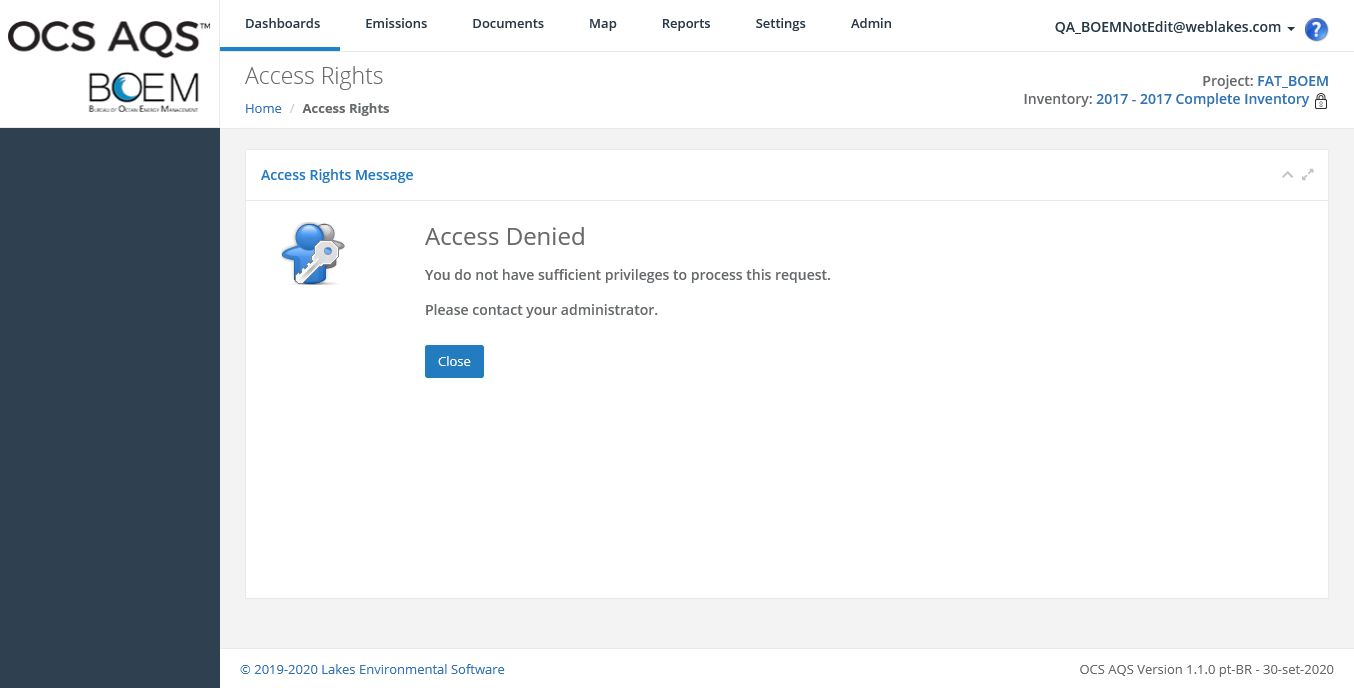 OCS AQS™
BOEM
Bureau of Ocean Energy Management
Dashboards Emissions Documents Map Reports Settings Admin
QA_BOEMNotEdit@weblakes.com ?
Access Rights
Home / Access Rights
Project: FAT_BOEM
Inventory: 2017 - 2017 Complete Inventory
Access Rights Message
Access Denied
You do not have sufficient privileges to process this request.
Please contact your administrator.
Close
© 2019-2020 Lakes Environmental Software
OCS AQS Version 1.1.0 pt-BR - 30-set-2020